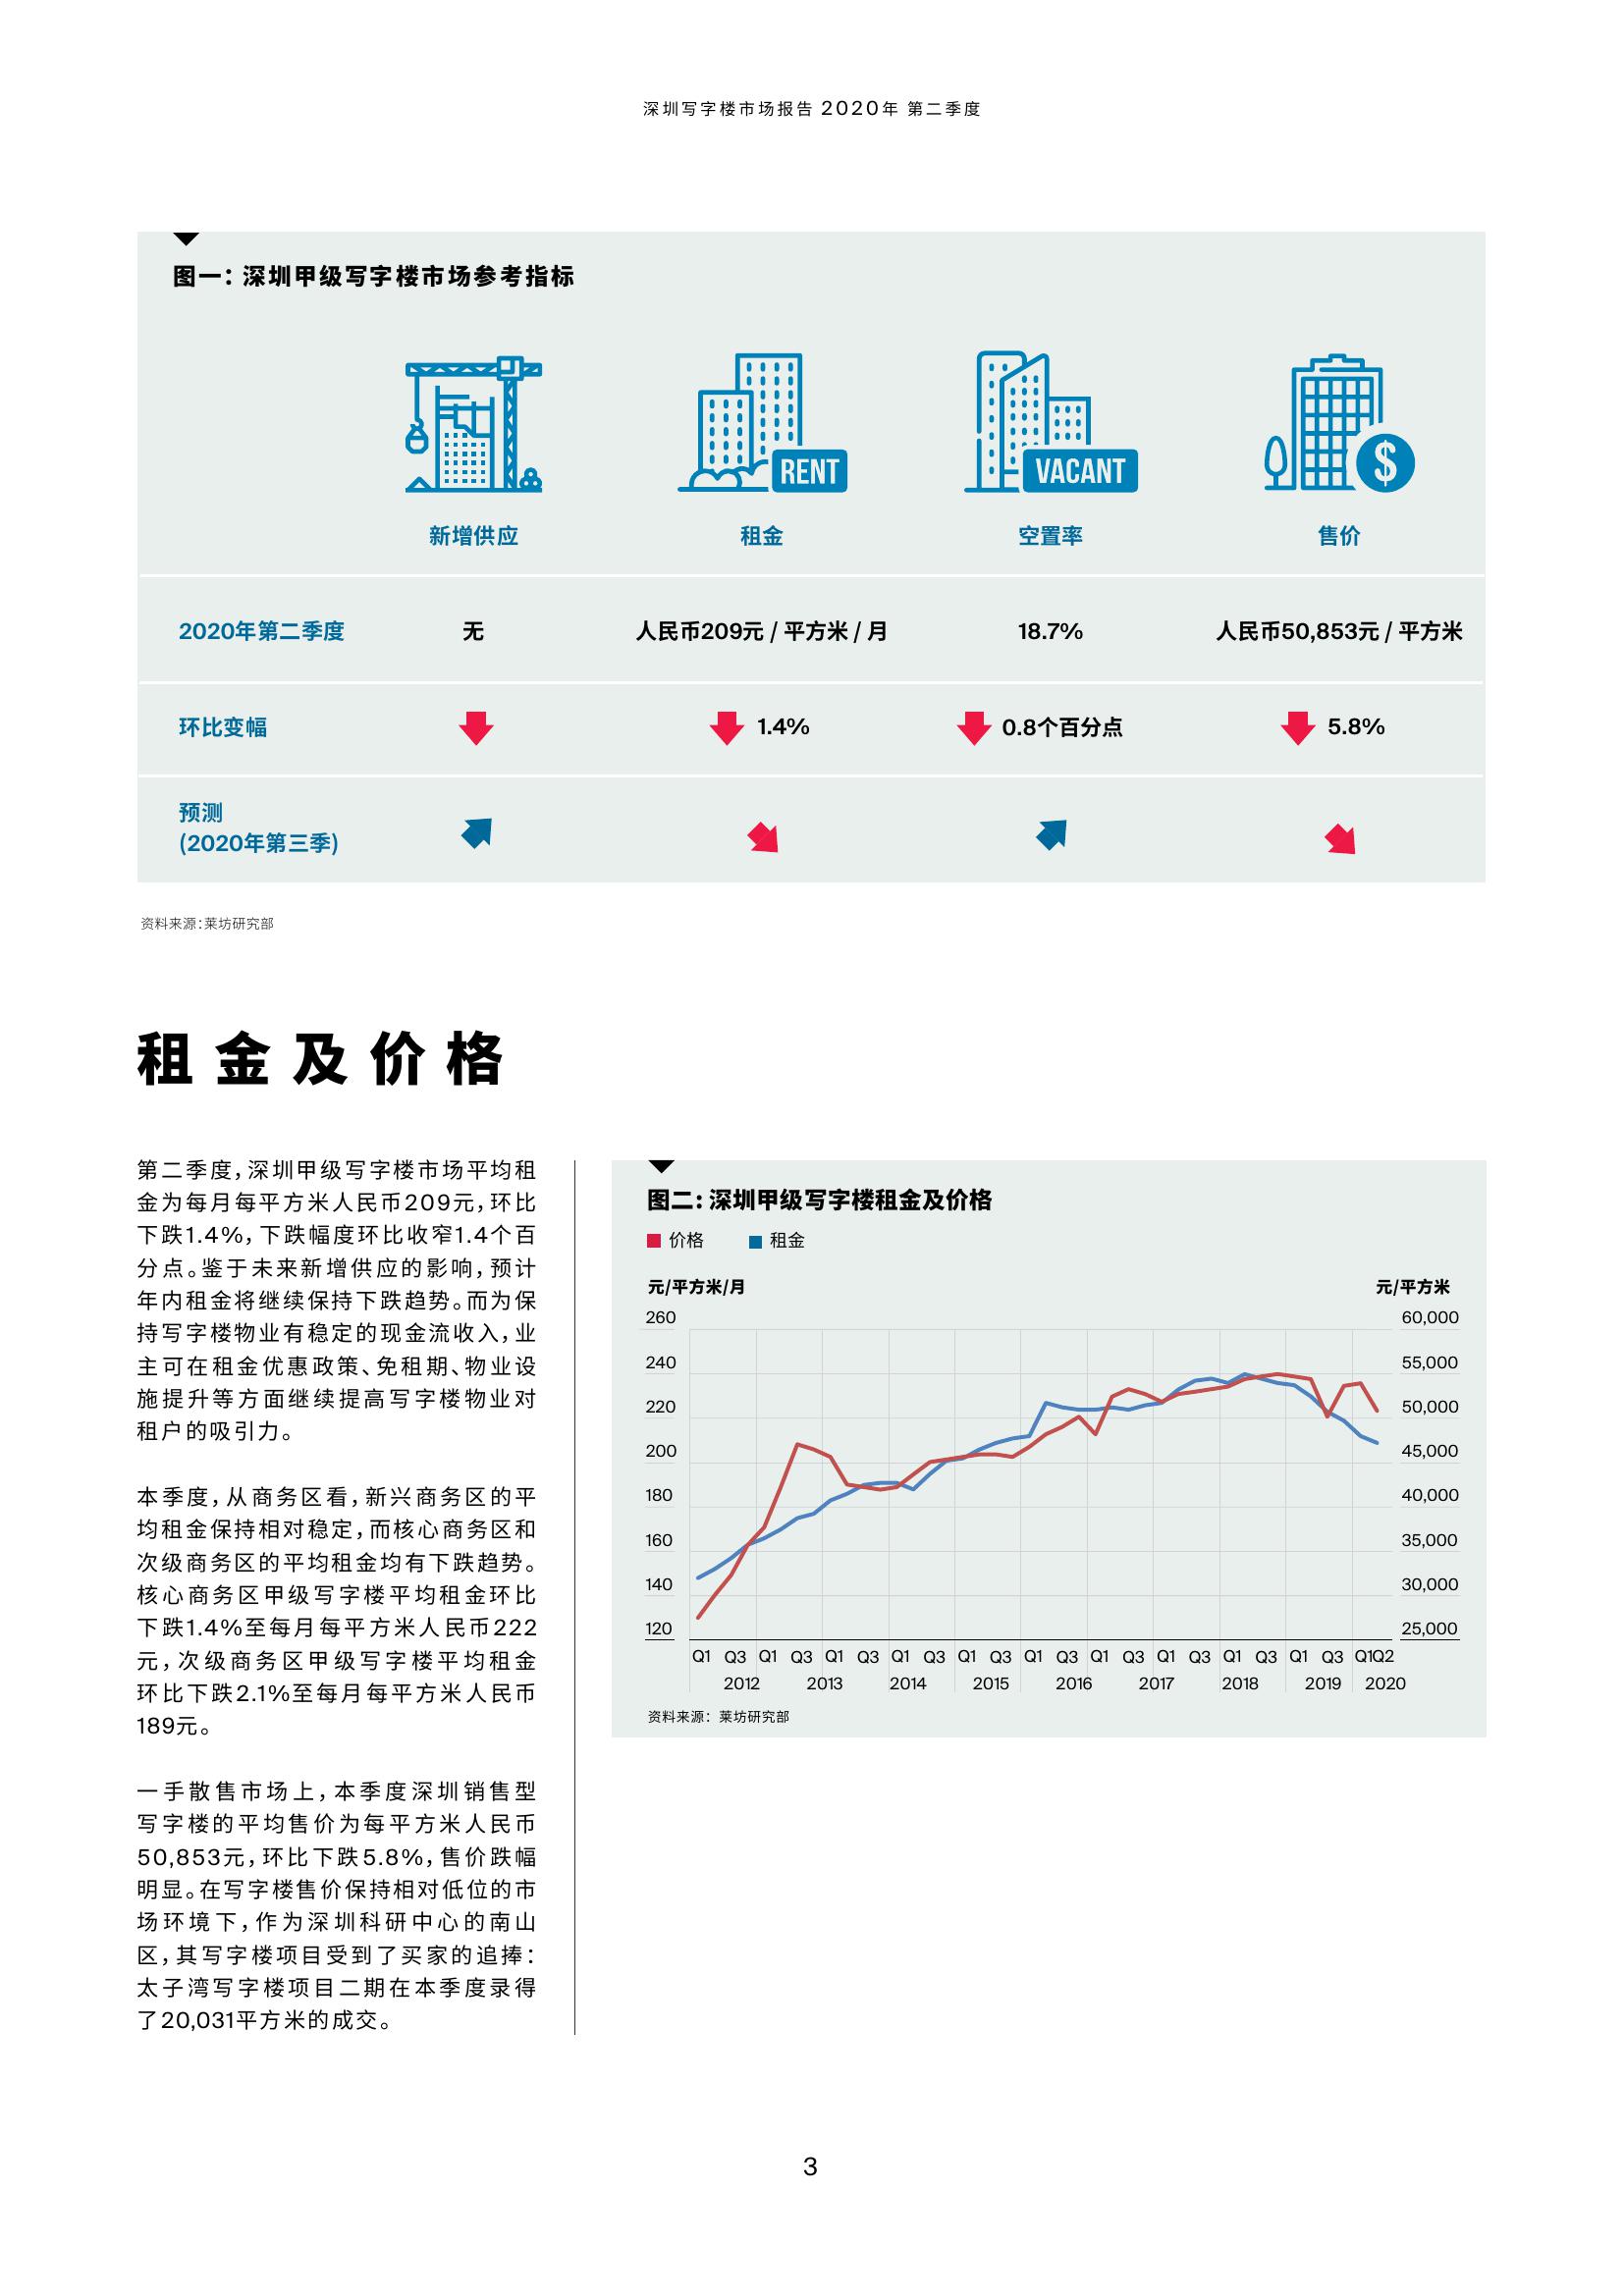 深圳写字楼市场报告 2020年 第二季度
图一：深圳甲级写字楼市场参考指标
RENT
VACANT
$
新增供应
租金
空置率
售价
2020年第二季度
无
人民币209元 / 平方米 / 月
18.7%
人民币50,853元 / 平方米
环比变幅
1.4%
0.8个百分点
5.8%
预测
(2020年第三季)
资料来源：莱坊研究部
租金及价格
第二季度，深圳甲级写字楼市场平均租
金为每月每平方米人民币209元，环比
下跌1.4%，下跌幅度环比收窄1.4个百
分点。鉴于未来新增供应的影响，预计
年内租金将继续保持下跌趋势。而为保
持写字楼物业有稳定的现金流收入，业
主可在租金优惠政策、免租期、物业设
施提升等方面继续提高写字楼物业对
租户的吸引力。
本季度，从商务区看，新兴商务区的平
均租金保持相对稳定，而核心商务区和
次级商务区的平均租金均有下跌趋势。
核心商务区甲级写字楼平均租金环比
下跌1.4%至每月每平方米人民币222
元，次级商务区甲级写字楼平均租金
环比下跌2.1%至每月每平方米人民币
189元。
一手散售市场上，本季度深圳销售型
写字楼的平均售价为每平方米人民币
50,853元，环比下跌5.8%，售价跌幅
明显。在写字楼售价保持相对低位的市
场环境下，作为深圳科研中心的南山
区，其写字楼项目受到了买家的追捧：
太子湾写字楼项目二期在本季度录得
了20,031平方米的成交。
图二：深圳甲级写字楼租金及价格
价格 租金
元/平方米/月
元/平方米
260
240
220
200
180
160
140
120
60,000
55,000
50,000
45,000
40,000
35,000
30,000
25,000
Q1 Q3 Q1 Q3 Q1 Q3 Q1 Q3 Q1 Q3 Q1 Q3 Q1 Q3 Q1 Q3 Q1 Q3 Q1 Q3 Q1Q2
2012 2013 2014 2015 2016 2017 2018 2019 2020
资料来源：莱坊研究部
3